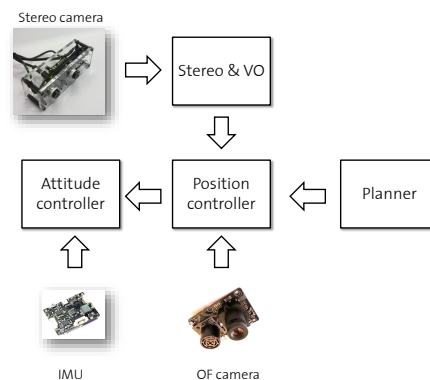 Stereo camera
Stereo & VO
Attitude
controller
Position
controller
Planner
IMU
OF camera